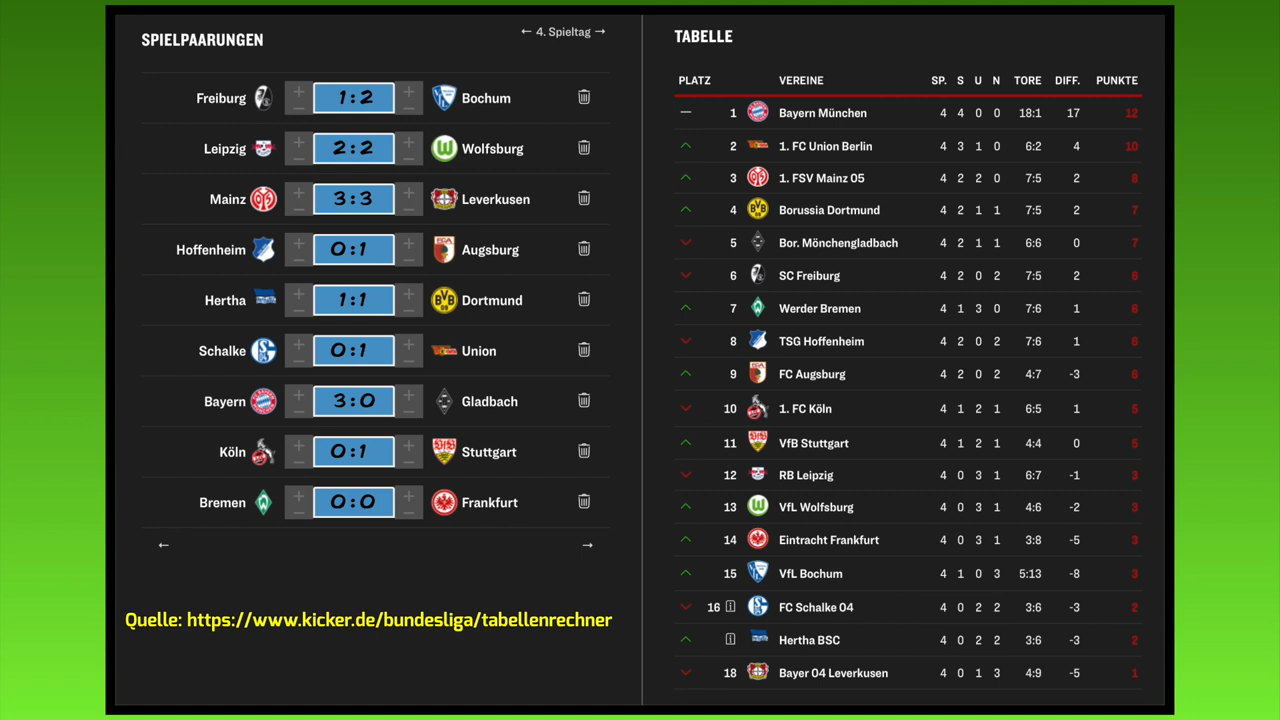 SPIELPAARUNGEN
← 4. Spieltag →
Freiburg 1:2 Bochum
Leipzig 2:2 Wolfsburg
Mainz 3:3 Leverkusen
Hoffenheim 0:1 Augsburg
Hertha 1:1 Dortmund
Schalke 0:1 Union
Bayern 3:0 Gladbach
Köln 0:1 Stuttgart
Bremen 0:0 Frankfurt
← →
Quelle: https://www.kicker.de/bundesliga/tabellenrechner
TABELLE
PLATZ VEREINE SP. S U N TORE DIFF. PUNKTE
1 Bayern München 4 4 0 0 18:1 17 12
2 1. FC Union Berlin 4 3 1 0 6:2 4 10
3 1. FSV Mainz 05 4 2 2 0 7:5 2 8
4 Borussia Dortmund 4 2 1 1 7:5 2 7
5 Bor. Mönchengladbach 4 2 1 1 6:6 0 7
6 SC Freiburg 4 2 0 2 7:5 2 6
7 Werder Bremen 4 1 3 0 7:6 1 6
8 TSG Hoffenheim 4 2 0 2 7:6 1 6
9 FC Augsburg 4 2 0 2 4:7 -3 6
10 1. FC Köln 4 1 2 1 6:5 1 5
11 VfB Stuttgart 4 1 2 1 4:4 0 5
12 RB Leipzig 4 0 3 1 6:7 -1 3
13 VfL Wolfsburg 4 0 3 1 4:6 -2 3
14 Eintracht Frankfurt 4 0 3 1 3:8 -5 3
15 VfL Bochum 4 1 0 3 5:13 -8 3
16 FC Schalke 04 4 0 2 2 3:6 -3 2
Hertha BSC 4 0 2 2 3:6 -3 2
18 Bayer 04 Leverkusen 4 0 1 3 4:9 -5 1